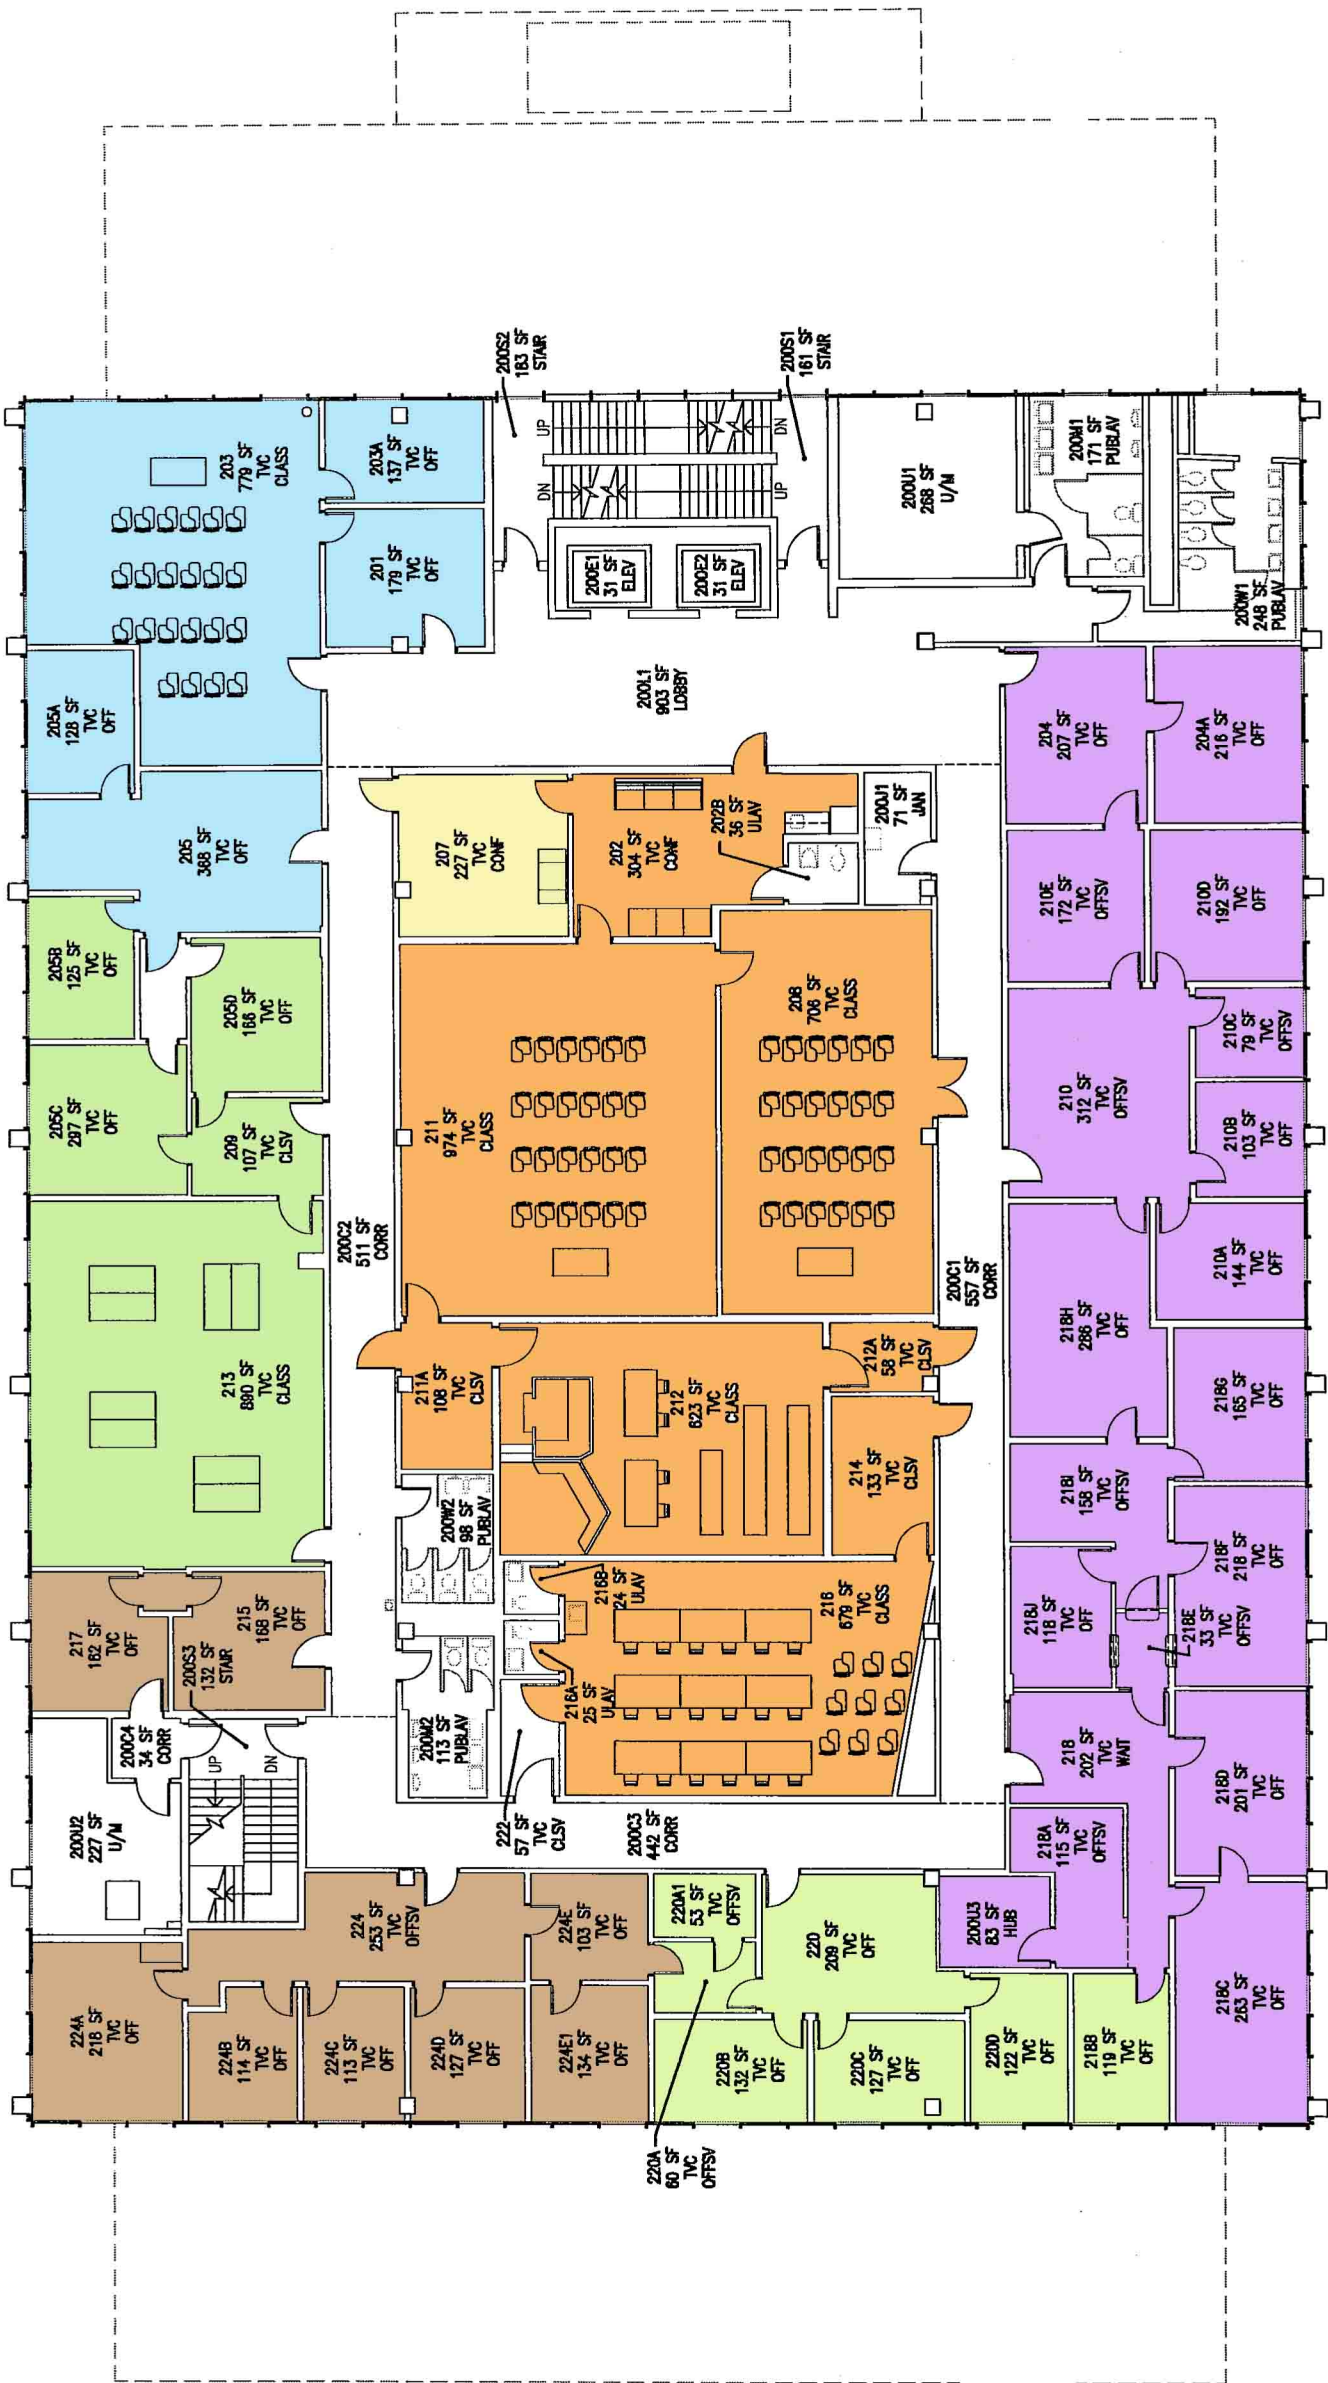 200S2
183 SF
STAIR
203
779 SF
TVC
CLASS
203A
137 SF
TVC
OFF
201
179 SF
TVC
OFF
UP
DN
DN
UP
200S1
161 SF
STAIR
200E1
31 SF
ELEV
200E2
31 SF
ELEV
200U1
268 SF
U/M
200M1
171 SF
PUBLAV
200W1
248 SF
PUBLAV
205A
128 SF
TVC
OFF
200L1
903 SF
LOBBY
204
207 SF
TVC
OFF
204A
216 SF
TVC
OFF
205
388 SF
TVC
OFF
207
227 SF
TVC
CONF
202
304 SF
TVC
CONF
202B
36 SF
ULAV
200J1
71 SF
JAN
210E
172 SF
TVC
OFFSV
210D
192 SF
TVC
OFF
205B
125 SF
TVC
OFF
205D
166 SF
TVC
OFF
205C
297 SF
TVC
OFF
209
107 SF
TVC
CLSV
211
974 SF
TVC
CLASS
208
706 SF
TVC
CLASS
210
312 SF
TVC
OFFSV
210C
79 SF
TVC
OFFSV
210B
103 SF
TVC
OFF
200C2
511 SF
CORR
200C1
557 SF
CORR
213
890 SF
TVC
CLASS
211A
108 SF
TVC
CLSV
212
623 SF
TVC
CLASS
212A
58 SF
TVC
CLSV
214
133 SF
TVC
CLSV
218H
286 SF
TVC
OFF
210A
144 SF
TVC
OFF
218G
165 SF
TVC
OFF
218I
158 SF
TVC
OFFSV
200W2
98 SF
PUBLAV
216B
24 SF
ULAV
216
679 SF
TVC
CLASS
218J
118 SF
TVC
OFF
218F
218 SF
TVC
OFF
218E
33 SF
TVC
OFFSV
217
162 SF
TVC
OFF
215
168 SF
TVC
OFF
200S3
132 SF
STAIR
200C4
34 SF
CORR
UP
DN
200M2
113 SF
PUBLAV
216A
25 SF
ULAV
218
202 SF
TVC
WAIT
218D
201 SF
TVC
OFF
200U2
227 SF
U/M
222
57 SF
TVC
CLSV
200C3
442 SF
CORR
218A
115 SF
TVC
OFFSV
224
253 SF
TVC
OFFSV
224E
103 SF
TVC
OFF
220A1
53 SF
TVC
OFFSV
220
209 SF
TVC
OFF
200U3
83 SF
HUB
224A
218 SF
TVC
OFF
224B
114 SF
TVC
OFF
224C
113 SF
TVC
OFF
224D
127 SF
TVC
OFF
224E1
134 SF
TVC
OFF
220B
132 SF
TVC
OFF
220C
127 SF
TVC
OFF
220D
122 SF
TVC
OFF
218B
119 SF
TVC
OFF
218C
263 SF
TVC
OFF
220A
60 SF
TVC
OFFSV